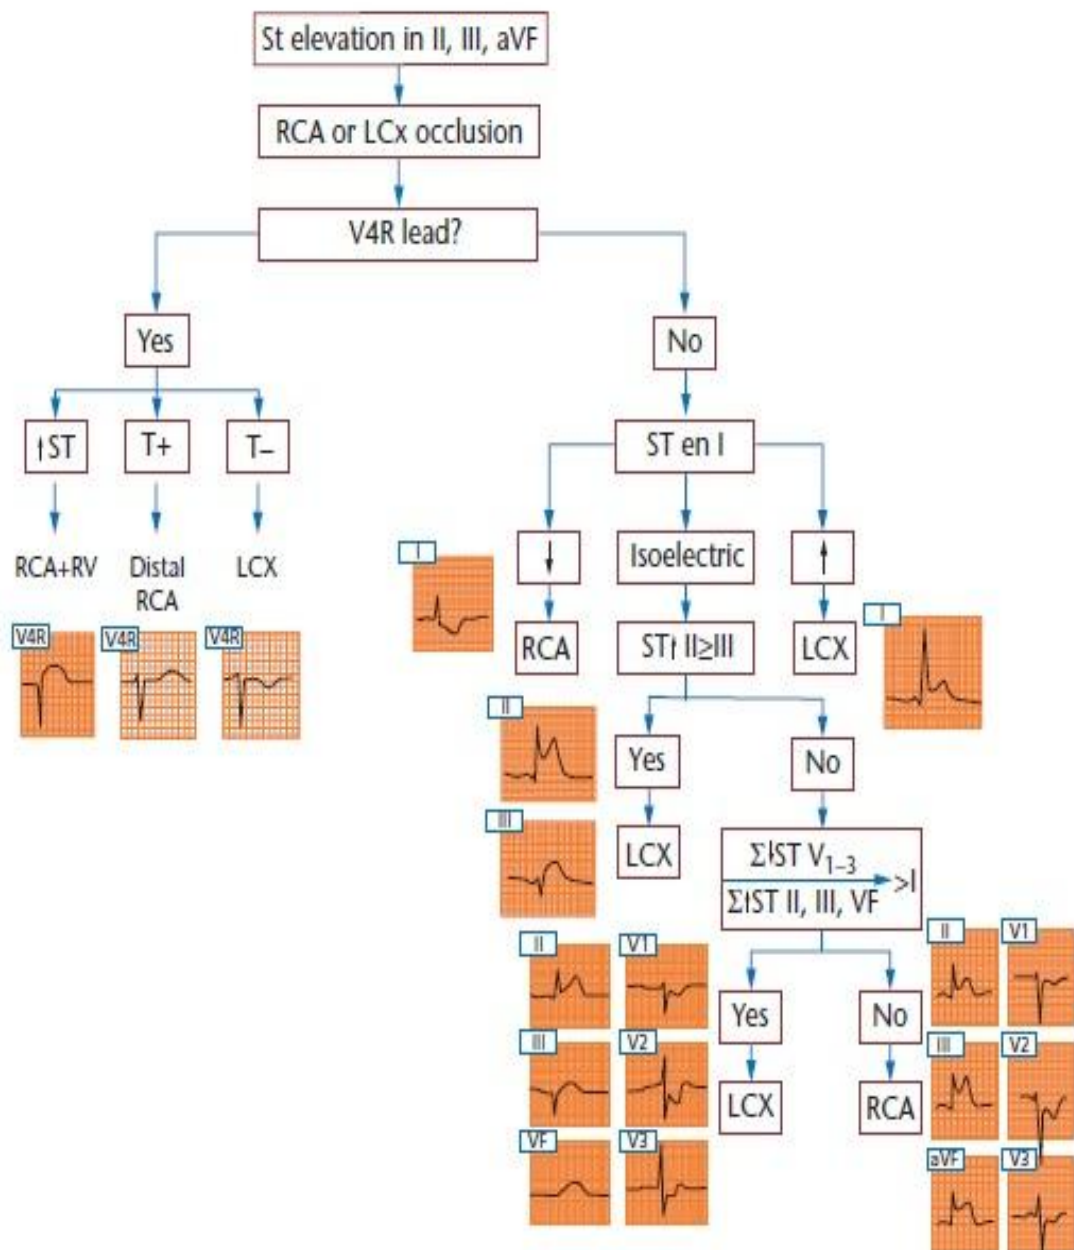 St elevation in II, III, aVF
RCA or LCx occlusion
V4R lead?
Yes
No
↑ST
T+
T–
ST en I
RCA+RV
Distal
RCA
LCX
↓
Isoelectric
↑
I
RCA
ST↑ II≥III
LCX
I
V4R
V4R
V4R
II
Yes
No
III
LCX
Σ↓ST V1–3
>I
Σ↑ST II, III, VF
II
V1
II
V1
Yes
No
III
V2
III
V2
LCX
RCA
VF
V3
aVF
V3